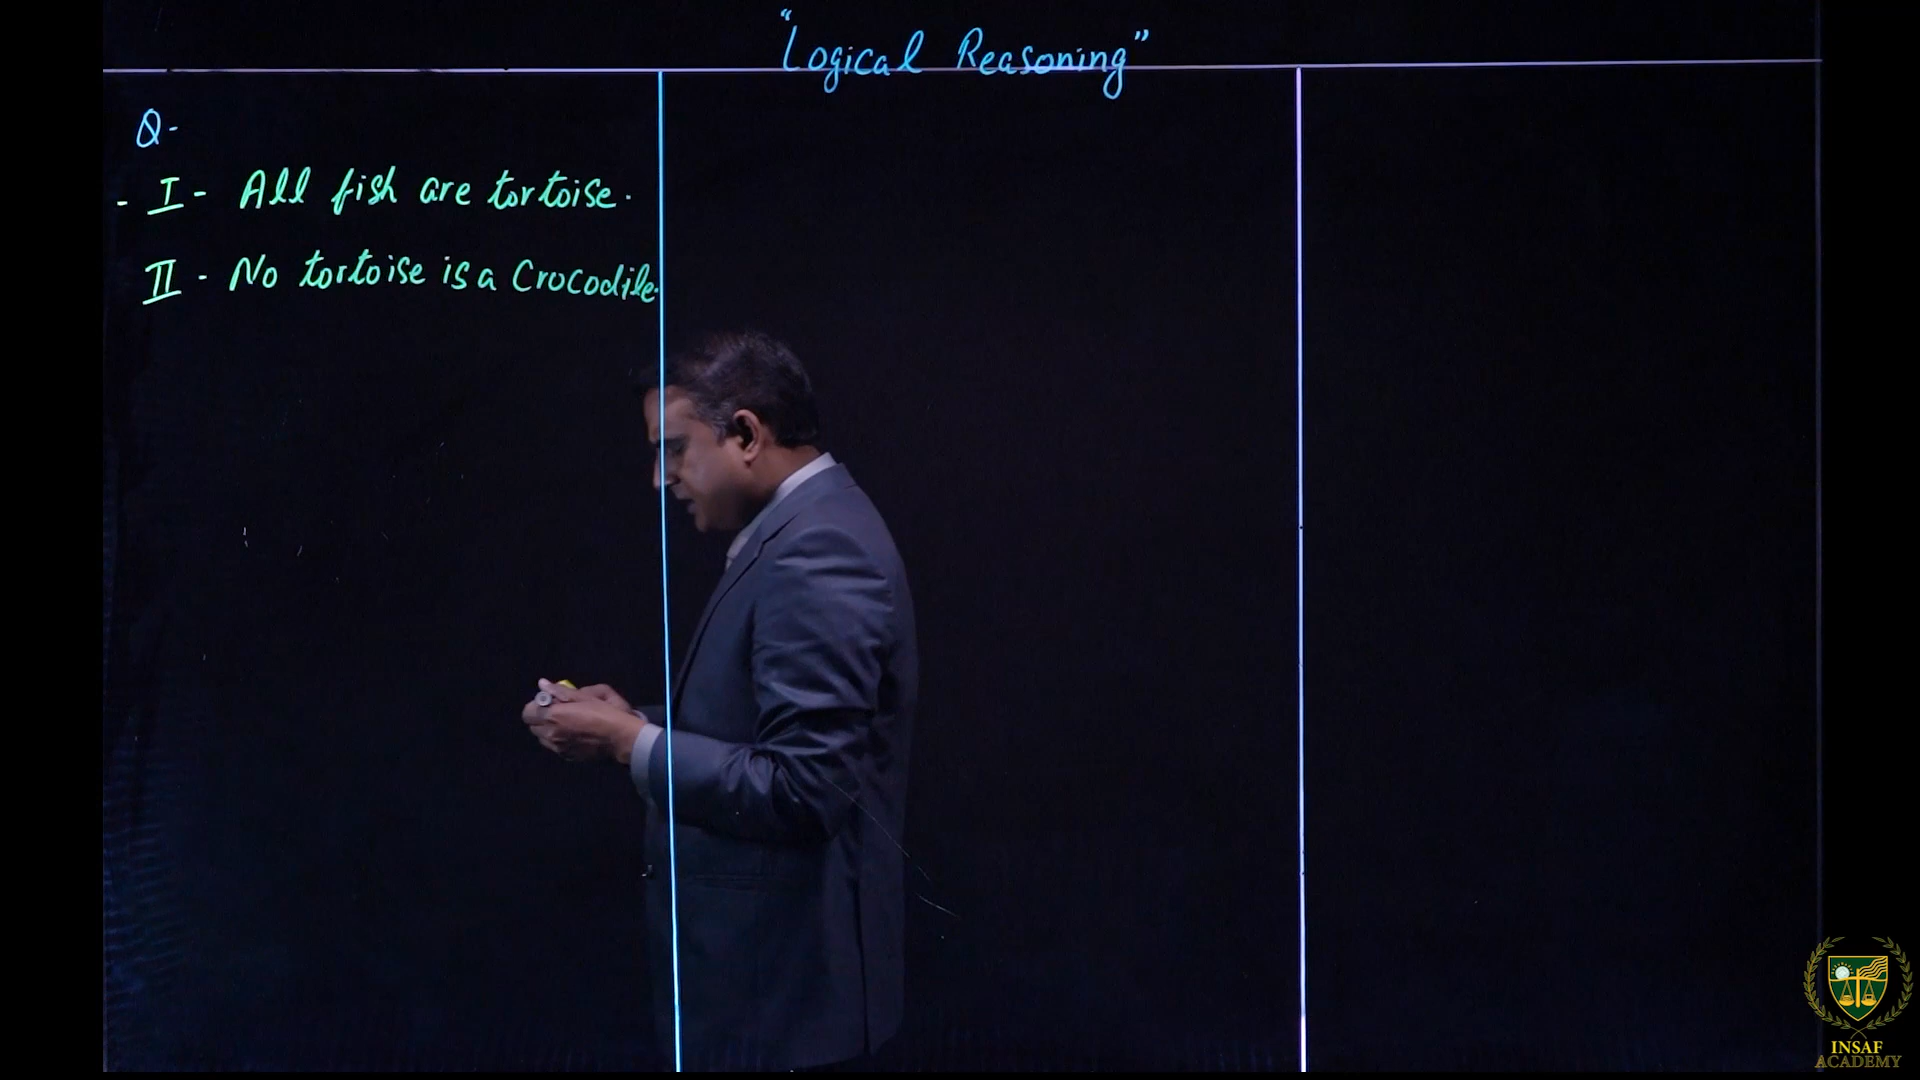 "Logical Reasoning"
Q-
- I - All fish are tortoise.
II - No tortoise is a Crocodile.
INSAF
ACADEMY